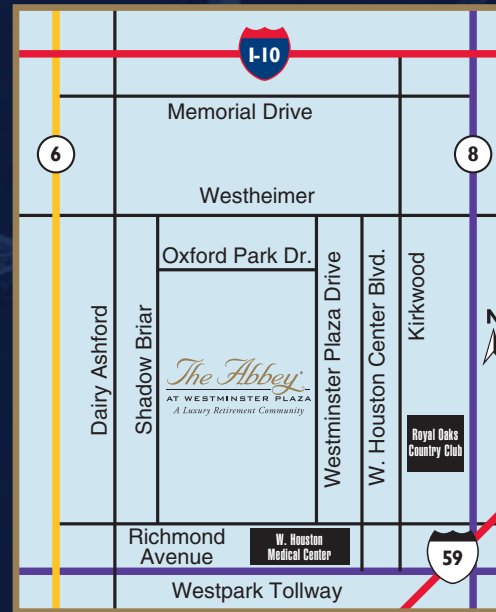 I-10
Memorial Drive
6
8
Westheimer
Oxford Park Dr.
Dairy Ashford
Shadow Briar
Westminster Plaza Drive
W. Houston Center Blvd.
Kirkwood
N
The Abbey
AT WESTMINSTER PLAZA
A Luxury Retirement Community
Royal Oaks
Country Club
Richmond
Avenue
W. Houston
Medical Center
59
Westpark Tollway